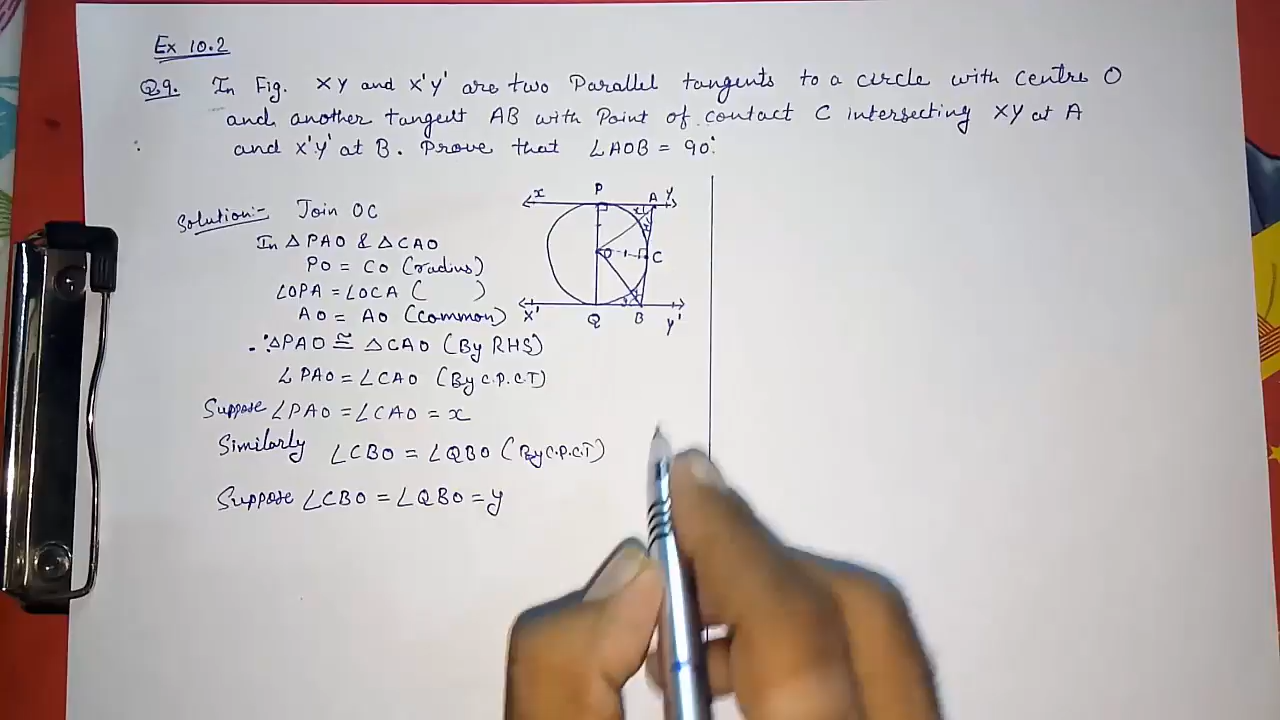 Ex 10.2
Q9. In Fig. XY and X'Y' are two Parallel tangents to a circle with centre O
and another tangent AB with Point of contact C intersecting XY at A
and X'Y' at B. Prove that ∠AOB = 90°.
Solution:- Join OC
In △PAO & △CAO
PO = CO (radius)
∠OPA = ∠OCA ( )
AO = AO (Common)
∴ △PAO ≅ △CAO (By RHS)
∠PAO = ∠CAO (By C.P.C.T)
Suppose ∠PAO = ∠CAO = x
Similarly ∠CBO = ∠QBO (By C.P.C.T)
Suppose ∠CBO = ∠QBO = y
P
X A Y
x
x
O C
y
y
X' Q B Y'